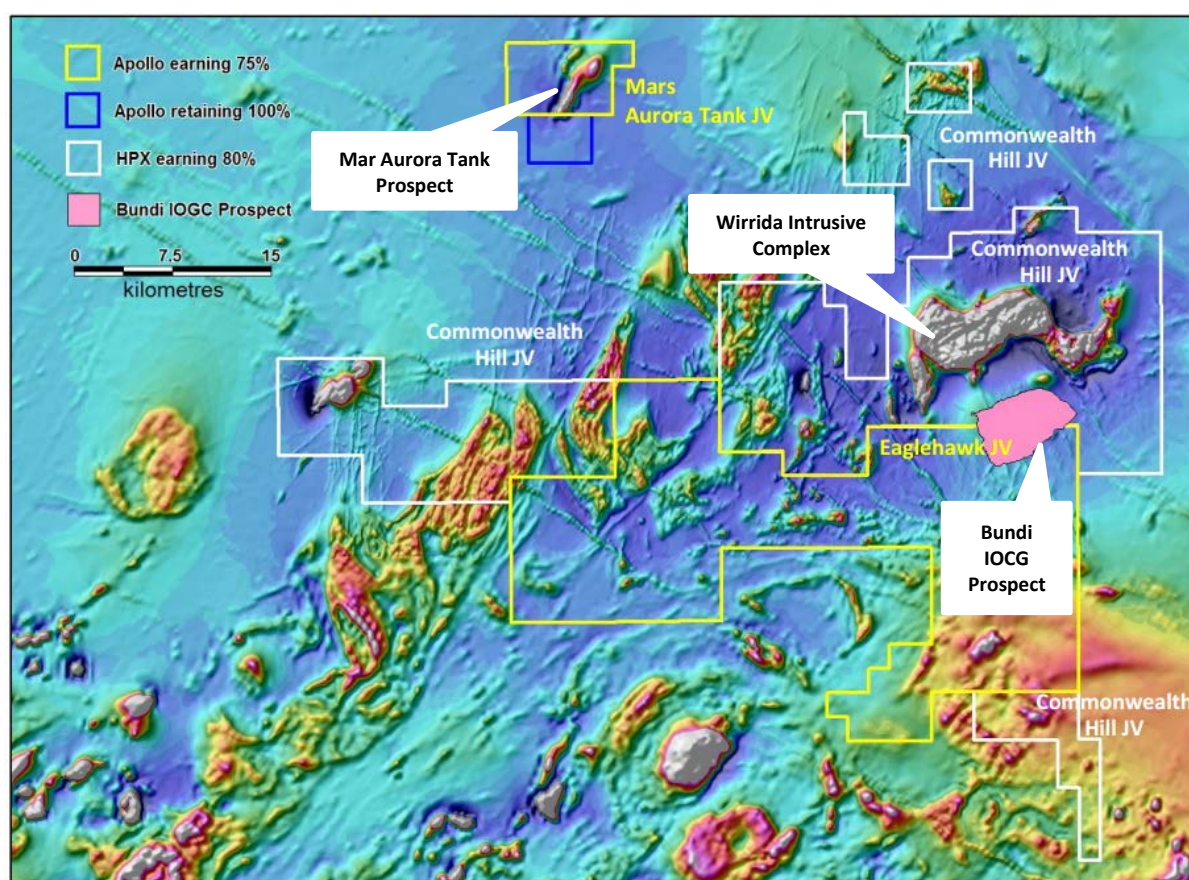 Apollo earning 75%
Apollo retaining 100%
HPX earning 80%
Bundi IOGC Prospect
0 7.5 15
kilometres
Mars
Aurora Tank JV
Mar Aurora Tank
Prospect
Commonwealth
Hill JV
Wirrida Intrusive
Complex
Commonwealth
Hill JV
Commonwealth
Hill JV
Eaglehawk JV
Bundi
IOCG
Prospect
Commonwealth
Hill JV